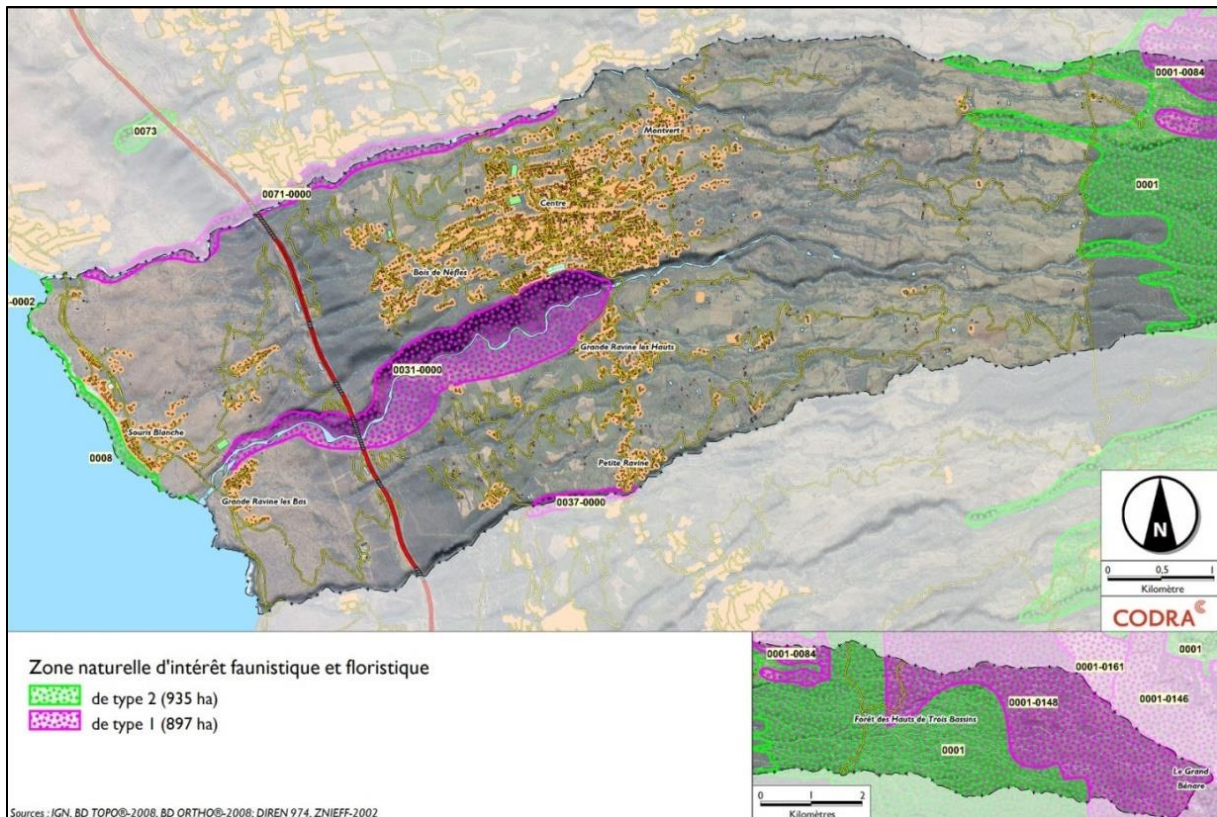 0001-0084
0073
0001
Montvert
0071-0000
Centre
Bois de Nèfles
-0002
Grande Ravine les Hauts
0031-0000
Souris Blanche
0008
Petite Ravine
Grande Ravine les Bas
0037-0000
N
0 0,5 1
Kilomètre
CODRA
Zone naturelle d'intérêt faunistique et floristique
de type 2 (935 ha)
de type 1 (897 ha)
0001-0084
0001
0001-0161
0001-0146
0001-0148
Forêt des Hauts de Trois Bassins
0001
Le Grand
Bénare
0 1 2
Kilomètres
Sources : IGN, BD TOPO®-2008, BD ORTHO®-2008; DIREN 974, ZNIEFF-2002